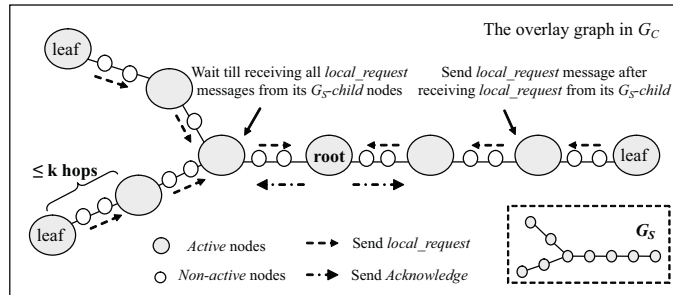 The overlay graph in G_C
leaf
Wait till receiving all local_request
messages from its G_S-child nodes
Send local_request message after
receiving local_request from its G_S-child
root
leaf
≤ k hops
leaf
Active nodes
Send local_request
Non-active nodes
Send Acknowledge
G_S